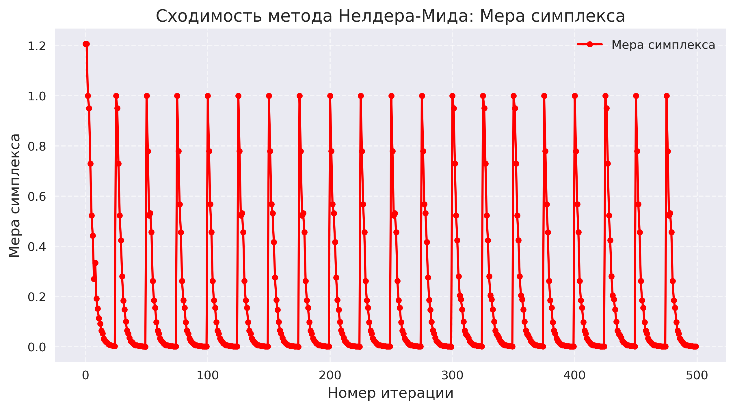 Сходимость метода Нелдера-Мида: Мера симплекса
Мера симплекса
Мера симплекса
1.2
1.0
0.8
0.6
0.4
0.2
0.0
0 100 200 300 400 500
Номер итерации